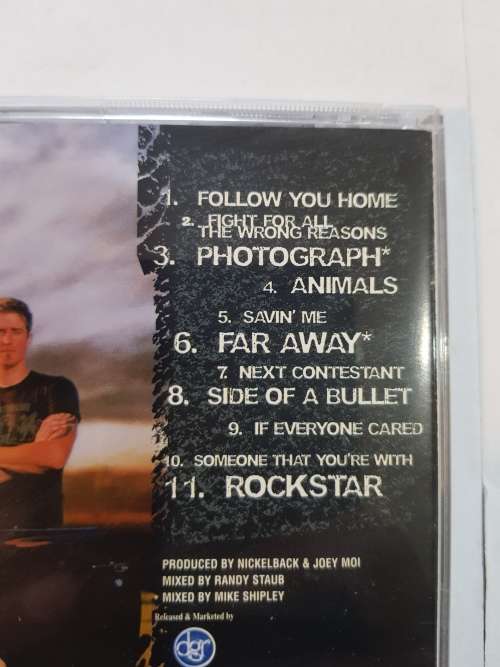 1. FOLLOW YOU HOME
2. FIGHT FOR ALL
THE WRONG REASONS
3. PHOTOGRAPH*
4. ANIMALS
5. SAVIN' ME
6. FAR AWAY*
7. NEXT CONTESTANT
8. SIDE OF A BULLET
9. IF EVERYONE CARED
10. SOMEONE THAT YOU'RE WITH
11. ROCKSTAR
PRODUCED BY NICKELBACK & JOEY MOI
MIXED BY RANDY STAUB
* MIXED BY MIKE SHIPLEY
Released & Marketed by
dgr